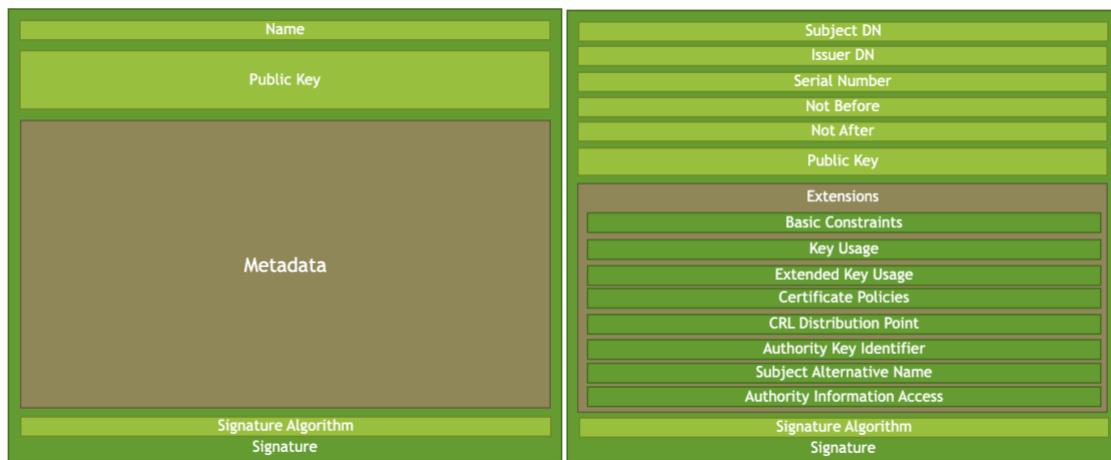 Name
Public Key
Metadata
Signature Algorithm
Signature
Subject DN
Issuer DN
Serial Number
Not Before
Not After
Public Key
Extensions
Basic Constraints
Key Usage
Extended Key Usage
Certificate Policies
CRL Distribution Point
Authority Key Identifier
Subject Alternative Name
Authority Information Access
Signature Algorithm
Signature